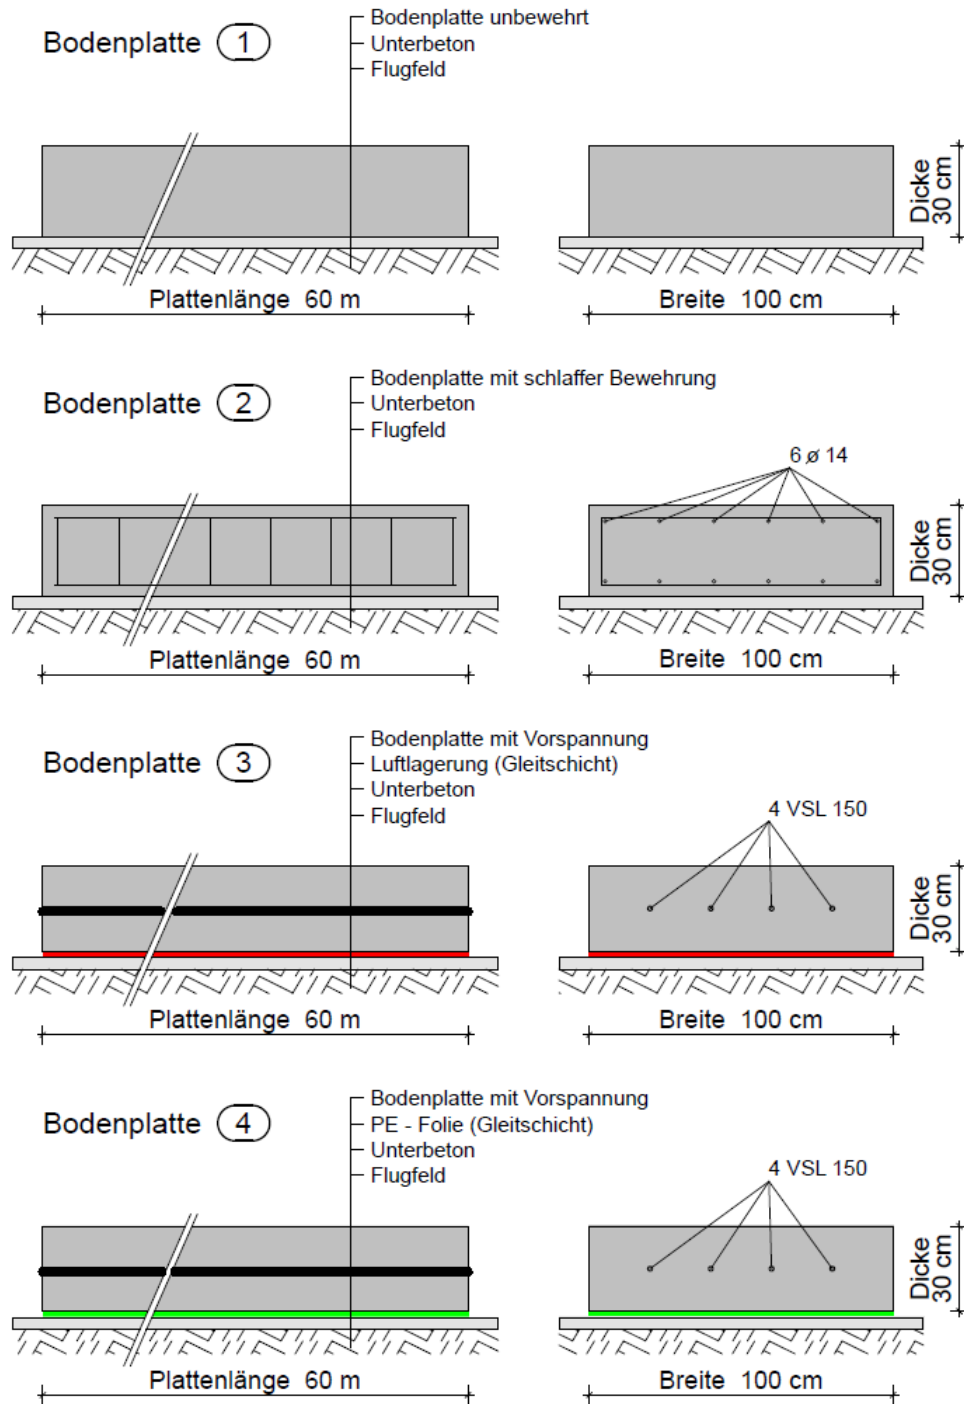 Bodenplatte 1
Bodenplatte unbewehrt
Unterbeton
Flugfeld
Dicke
30 cm
Plattenlänge 60 m
Breite 100 cm
Bodenplatte 2
Bodenplatte mit schlaffer Bewehrung
Unterbeton
Flugfeld
6 ø 14
Dicke
30 cm
Plattenlänge 60 m
Breite 100 cm
Bodenplatte 3
Bodenplatte mit Vorspannung
Luftlagerung (Gleitschicht)
Unterbeton
Flugfeld
4 VSL 150
Dicke
30 cm
Plattenlänge 60 m
Breite 100 cm
Bodenplatte 4
Bodenplatte mit Vorspannung
PE - Folie (Gleitschicht)
Unterbeton
Flugfeld
4 VSL 150
Dicke
30 cm
Plattenlänge 60 m
Breite 100 cm